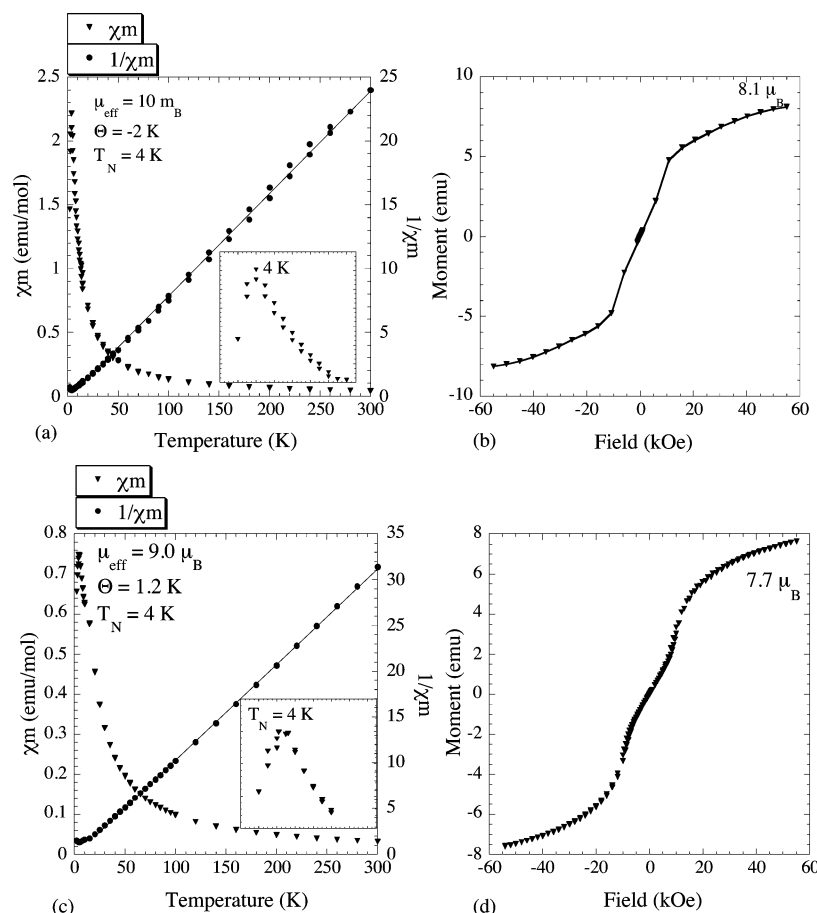 χm
1/χm
μeff = 10 mB
Θ = -2 K
TN = 4 K
2.5
2
1.5
1
0.5
0
25
20
15
10
5
0
χm (emu/mol)
1/χm
4 K
0 50 100 150 200 250 300
(a)
Temperature (K)
8.1 μB
10
5
0
-5
-10
Moment (emu)
-60 -40 -20 0 20 40 60
(b)
Field (kOe)
χm
1/χm
μeff = 9.0 μB
Θ = 1.2 K
TN = 4 K
0.8
0.7
0.6
0.5
0.4
0.3
0.2
0.1
0
35
30
25
20
15
10
5
0
χm (emu/mol)
1/χm
TN = 4 K
0 50 100 150 200 250 300
(c)
Temperature (K)
7.7 μB
8
6
4
2
0
-2
-4
-6
-8
Moment (emu)
-60 -40 -20 0 20 40 60
(d)
Field (kOe)